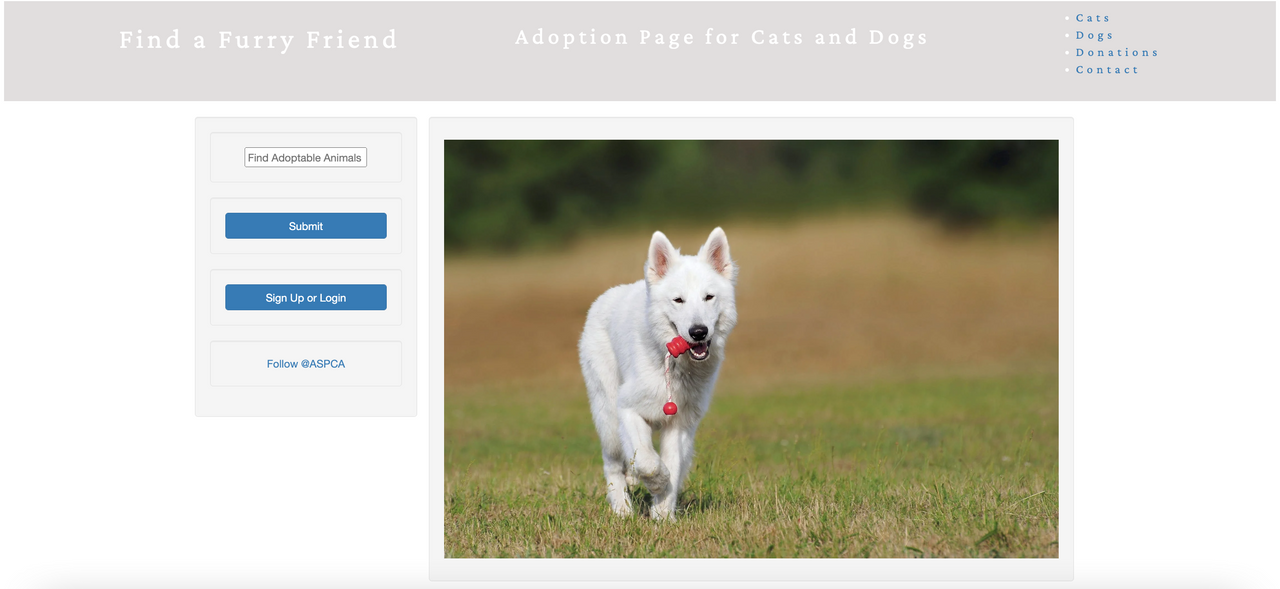 Find a Furry Friend
Adoption Page for Cats and Dogs
Cats
Dogs
Donations
Contact
Find Adoptable Animals
Submit
Sign Up or Login
Follow @ASPCA